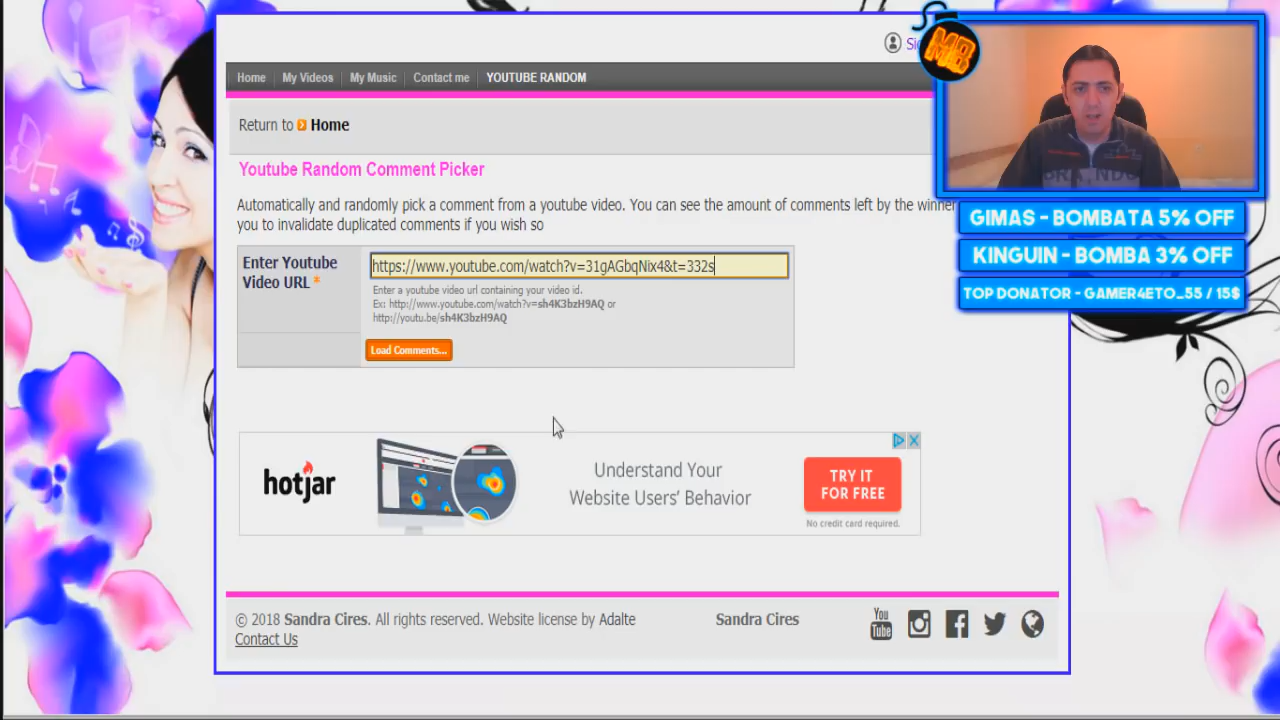 Home My Videos My Music Contact me YOUTUBE RANDOM
Return to Home
Youtube Random Comment Picker
Automatically and randomly pick a comment from a youtube video. You can see the amount of comments left by the winner
you to invalidate duplicated comments if you wish so
Enter Youtube
Video URL *
https://www.youtube.com/watch?v=31gAGbqNix4&t=332s
Enter a youtube video url containing your video id.
Ex: http://www.youtube.com/watch?v=sh4K3bzH9AQ or
http://youtu.be/sh4K3bzH9AQ
Load Comments...
GIMAS - BOMBATA 5% OFF
KINGUIN - BOMBA 3% OFF
TOP DONATOR - GAMER4ETO_55 / 15$
hotjar
Understand Your
Website Users' Behavior
TRY IT
FOR FREE
No credit card required.
© 2018 Sandra Cires. All rights reserved. Website license by Adalte
Contact Us
Sandra Cires
You
Tube